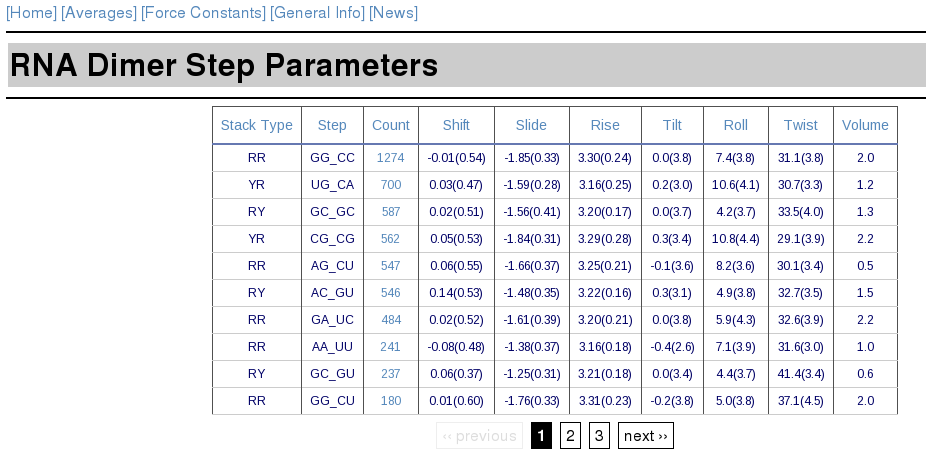 [Home] [Averages] [Force Constants] [General Info] [News]
RNA Dimer Step Parameters
Stack Type Step Count Shift Slide Rise Tilt Roll Twist Volume
RR GG_CC 1274 -0.01(0.54) -1.85(0.33) 3.30(0.24) 0.0(3.8) 7.4(3.8) 31.1(3.8) 2.0
YR UG_CA 700 0.03(0.47) -1.59(0.28) 3.16(0.25) 0.2(3.0) 10.6(4.1) 30.7(3.3) 1.2
RY GC_GC 587 0.02(0.51) -1.56(0.41) 3.20(0.17) 0.0(3.7) 4.2(3.7) 33.5(4.0) 1.3
YR CG_CG 562 0.05(0.53) -1.84(0.31) 3.29(0.28) 0.3(3.4) 10.8(4.4) 29.1(3.9) 2.2
RR AG_CU 547 0.06(0.55) -1.66(0.37) 3.25(0.21) -0.1(3.6) 8.2(3.6) 30.1(3.4) 0.5
RY AC_GU 546 0.14(0.53) -1.48(0.35) 3.22(0.16) 0.3(3.1) 4.9(3.8) 32.7(3.5) 1.5
RR GA_UC 484 0.02(0.52) -1.61(0.39) 3.20(0.21) 0.0(3.8) 5.9(4.3) 32.6(3.9) 2.2
RR AA_UU 241 -0.08(0.48) -1.38(0.37) 3.16(0.18) -0.4(2.6) 7.1(3.9) 31.6(3.0) 1.0
RY GC_GU 237 0.06(0.37) -1.25(0.31) 3.21(0.18) 0.0(3.4) 4.4(3.7) 41.4(3.4) 0.6
RR GG_CU 180 0.01(0.60) -1.76(0.33) 3.31(0.23) -0.2(3.8) 5.0(3.8) 37.1(4.5) 2.0
‹‹ previous 1 2 3 next ››